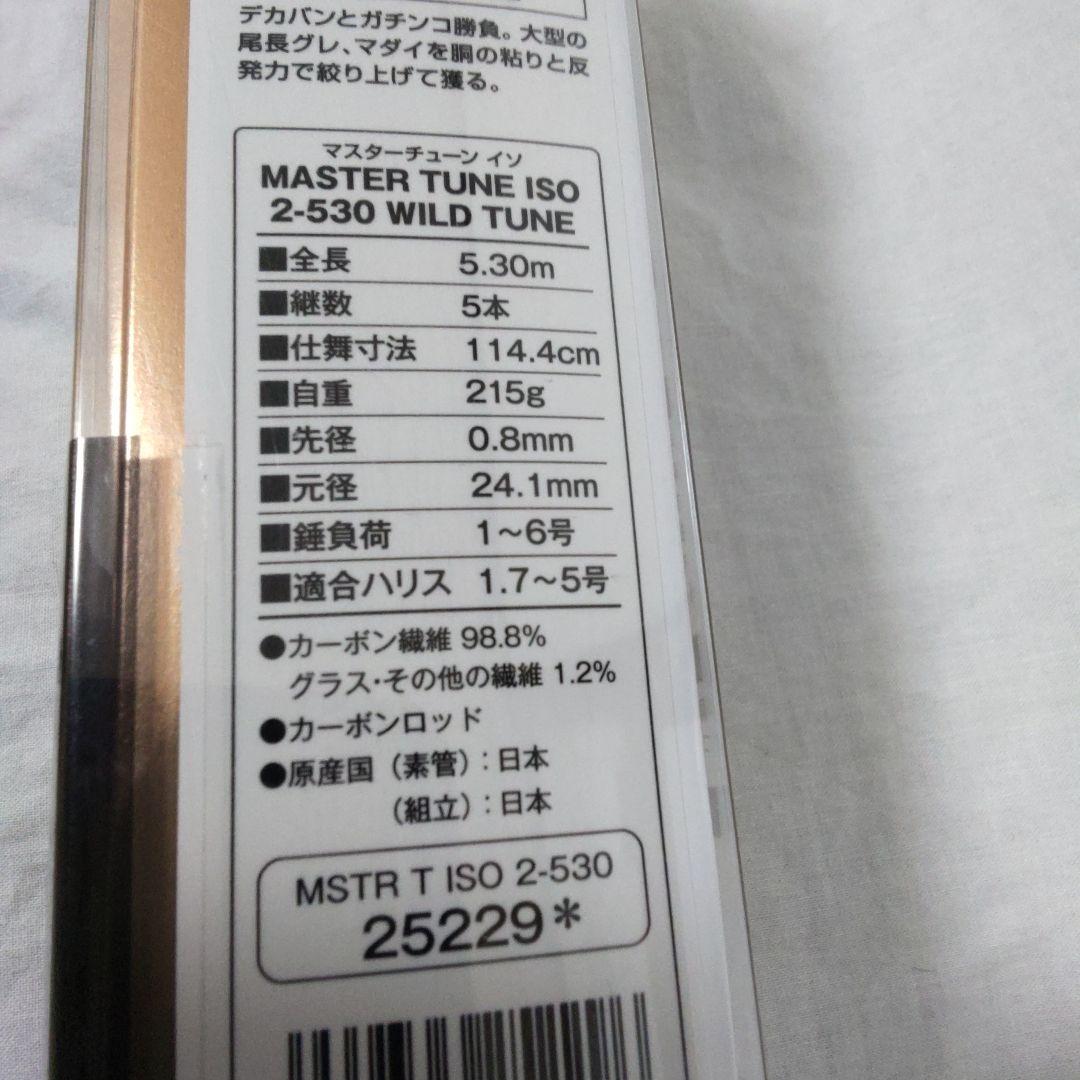 デカバンとガチンコ勝負。大型の
尾長グレ、マダイを胴の粘りと反
発力で絞り上げて獲る。
マスターチューン イソ
MASTER TUNE ISO
2-530 WILD TUNE
■全長 5.30m
■継数 5本
■仕舞寸法 114.4cm
■自重 215g
■先径 0.8mm
■元径 24.1mm
■錘負荷 1〜6号
■適合ハリス 1.7〜5号
●カーボン繊維 98.8%
グラス・その他の繊維 1.2%
●カーボンロッド
●原産国（素管）：日本
（組立）：日本
MSTR T ISO 2-530
25229*